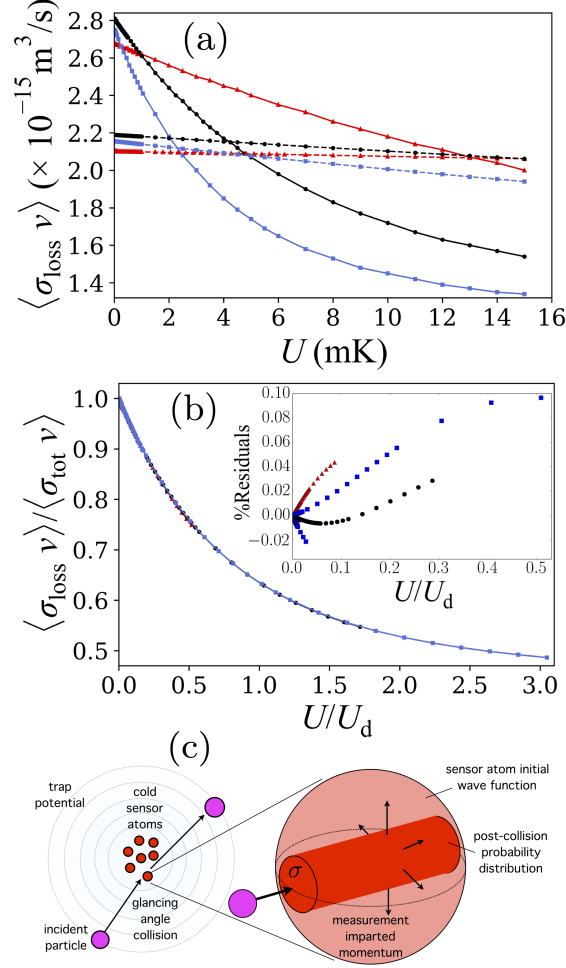 (a)
⟨σ_loss v⟩ (× 10⁻¹⁵ m³/s)
2.8
2.6
2.4
2.2
2.0
1.8
1.6
1.4
0 2 4 6 8 10 12 14 16
U (mK)
(b)
⟨σ_loss v⟩/⟨σ_tot v⟩
1.0
0.9
0.8
0.7
0.6
0.5
0.0 0.5 1.0 1.5 2.0 2.5 3.0
U/U_d
%Residuals
0.10
0.08
0.06
0.04
0.02
0.00
−0.02
0.0 0.1 0.2 0.3 0.4 0.5
U/U_d
(c)
trap
potential
cold
sensor
atoms
glancing
angle
collision
incident
particle
sensor atom initial
wave function
post-collision
probability
distribution
σ
measurement
imparted
momentum